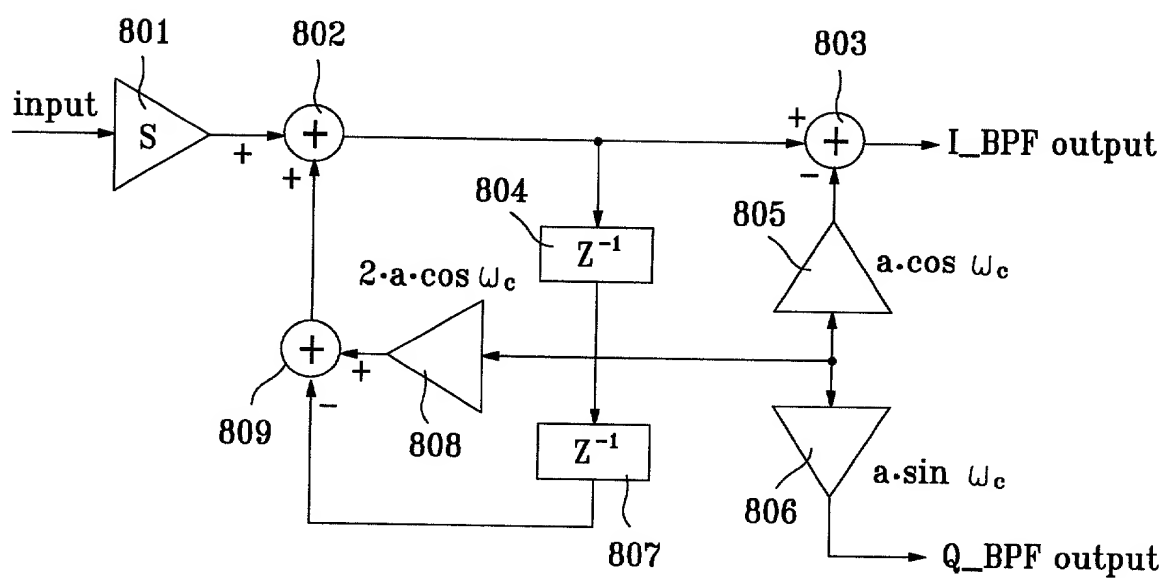 801
802
803
input
S
+
+
+
+
+
−
I_BPF output
804
Z⁻¹
805
a·cos ωc
2·a·cos ωc
+
+
−
809
808
Z⁻¹
807
806
a·sin ωc
Q_BPF output